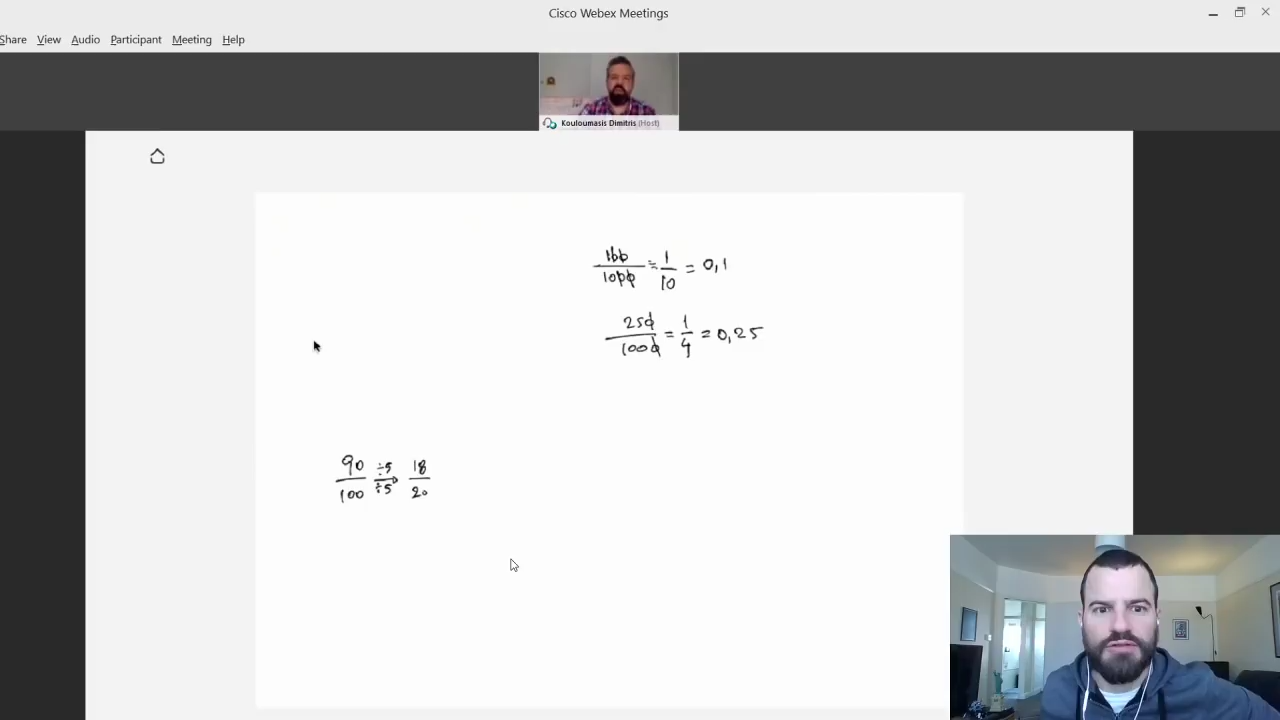 Cisco Webex Meetings
Share View Audio Participant Meeting Help
Kouloumasis Dimitris (Host)
100/1000 = 1/10 = 0,1
250/1000 = 1/4 = 0,25
90/100 ÷5/÷5 → 18/20